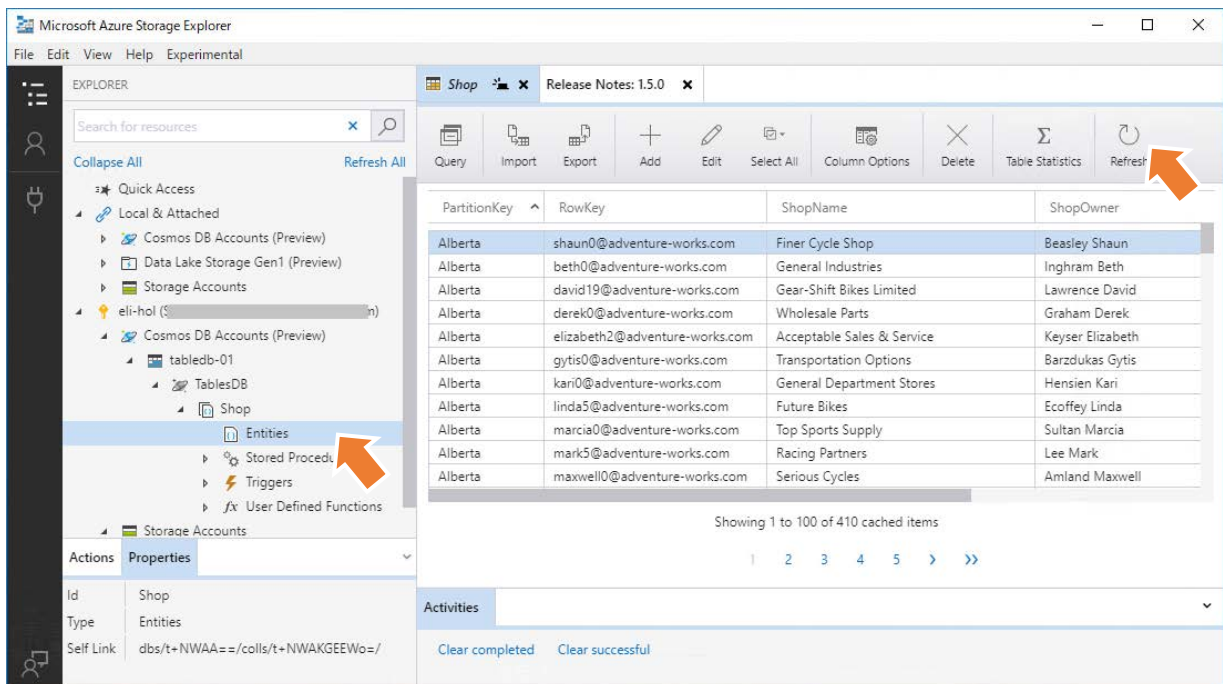 Microsoft Azure Storage Explorer
File Edit View Help Experimental
EXPLORER
Search for resources
Collapse All Refresh All
Quick Access
Local & Attached
Cosmos DB Accounts (Preview)
Data Lake Storage Gen1 (Preview)
Storage Accounts
eli-hol (
Cosmos DB Accounts (Preview)
tabledb-01
TablesDB
Shop
Entities
Stored Procedu
Triggers
fx User Defined Functions
Storage Accounts
Actions Properties
Id Shop
Type Entities
Self Link dbs/t+NWAA==/colls/t+NWAKGEEWo=/
Shop Release Notes: 1.5.0
Query Import Export Add Edit Select All Column Options Delete Table Statistics Refresh
PartitionKey RowKey ShopName ShopOwner
Alberta shaun0@adventure-works.com Finer Cycle Shop Beasley Shaun
Alberta beth0@adventure-works.com General Industries Inghram Beth
Alberta david19@adventure-works.com Gear-Shift Bikes Limited Lawrence David
Alberta derek0@adventure-works.com Wholesale Parts Graham Derek
Alberta elizabeth2@adventure-works.com Acceptable Sales & Service Keyser Elizabeth
Alberta gytis0@adventure-works.com Transportation Options Barzdukas Gytis
Alberta kari0@adventure-works.com General Department Stores Hensien Kari
Alberta linda5@adventure-works.com Future Bikes Ecoffey Linda
Alberta marcia0@adventure-works.com Top Sports Supply Sultan Marcia
Alberta mark5@adventure-works.com Racing Partners Lee Mark
Alberta maxwell0@adventure-works.com Serious Cycles Amland Maxwell
Showing 1 to 100 of 410 cached items
1 2 3 4 5 > >>
Activities
Clear completed Clear successful